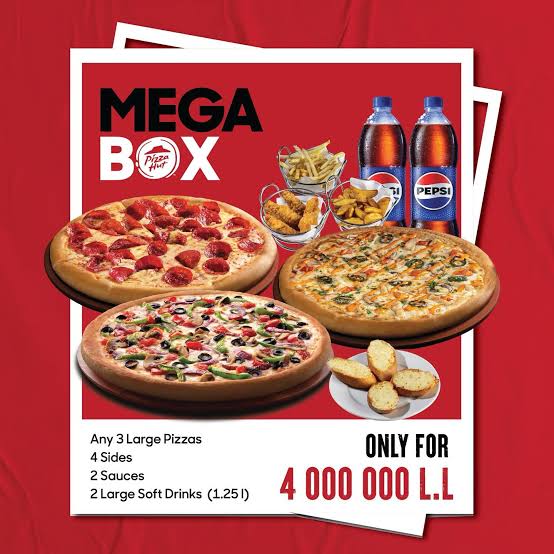 MEGA
BOX
Pizza
Hut
PEPSI
Any 3 Large Pizzas
4 Sides
2 Sauces
2 Large Soft Drinks (1.25 l)
ONLY FOR
4 000 000 L.L